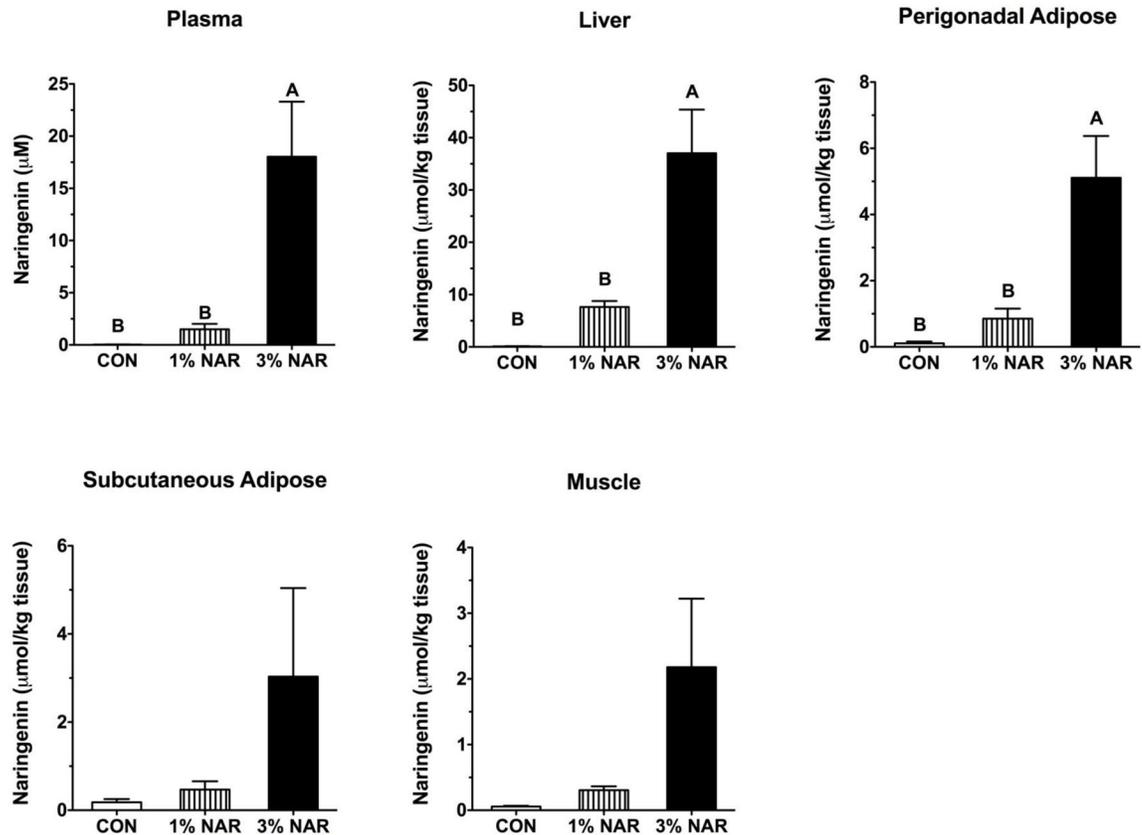 Plasma
Naringenin (μM)
25
20
15
10
5
0
B
B
A
CON 1% NAR 3% NAR
Liver
Naringenin (μmol/kg tissue)
50
40
30
20
10
0
B
B
A
CON 1% NAR 3% NAR
Perigonadal Adipose
Naringenin (μmol/kg tissue)
8
6
4
2
0
B
B
A
CON 1% NAR 3% NAR
Subcutaneous Adipose
Naringenin (μmol/kg tissue)
6
4
2
0
CON 1% NAR 3% NAR
Muscle
Naringenin (μmol/kg tissue)
4
3
2
1
0
CON 1% NAR 3% NAR